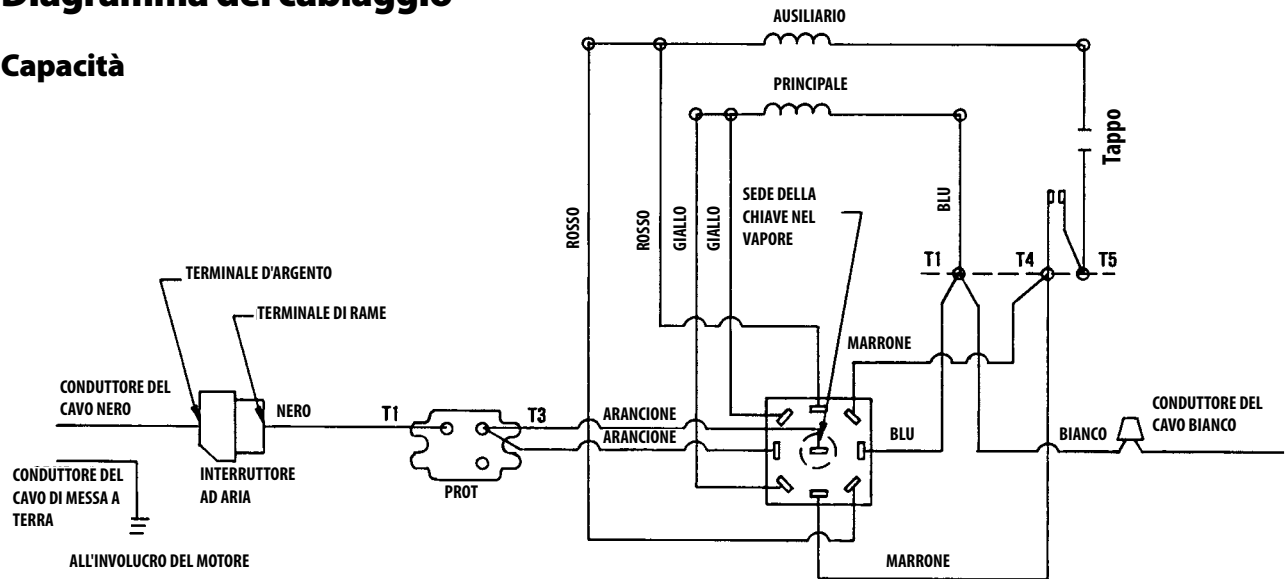 Diagramma del cablaggio
Capacità
AUSILIARIO
PRINCIPALE
Tappo
ROSSO
ROSSO
GIALLO
GIALLO
SEDE DELLA
CHIAVE NEL
VAPORE
BLU
T1
T4
T5
TERMINALE D'ARGENTO
TERMINALE DI RAME
MARRONE
CONDUTTORE DEL
CAVO NERO
NERO
T1
T3
ARANCIONE
ARANCIONE
BLU
BIANCO
CONDUTTORE DEL
CAVO BIANCO
CONDUTTORE DEL
CAVO DI MESSA A
TERRA
INTERRUTTORE
AD ARIA
PROT
ALL'INVOLUCRO DEL MOTORE
MARRONE